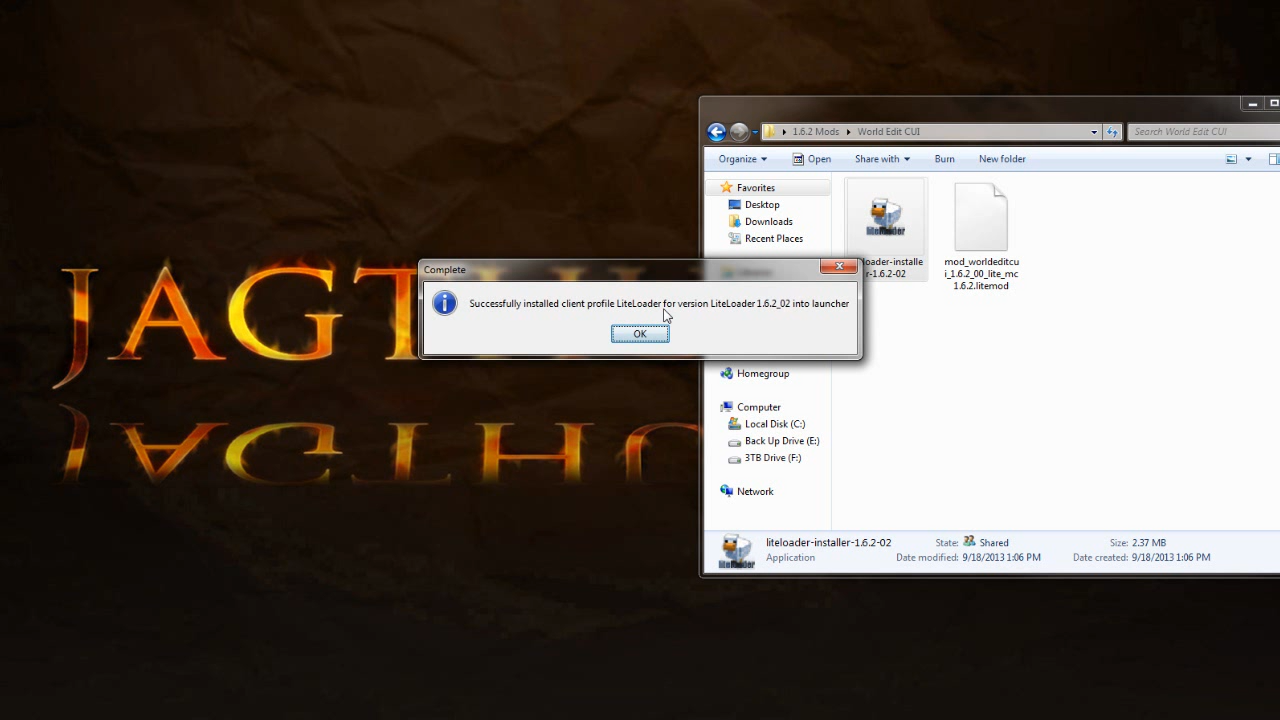 1.6.2 Mods
World Edit CUI
Search World Edit CUI
Organize
Open
Share with
Burn
New folder
Favorites
Desktop
Downloads
Recent Places
loader-installe
r-1.6.2-02
mod_worldeditcu
i_1.6.2_00_lite_mc
1.6.2.litemod
JAGT
Complete
Successfully installed client profile LiteLoader for version LiteLoader 1.6.2_02 into launcher
OK
Homegroup
Computer
Local Disk (C:)
Back Up Drive (E:)
3TB Drive (F:)
Network
liteloader-installer-1.6.2-02
State: Shared
Size: 2.37 MB
Application
Date modified: 9/18/2013 1:06 PM
Date created: 9/18/2013 1:06 PM